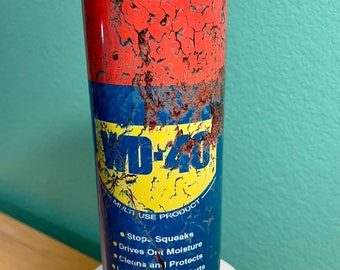 WD-40
MULTI-USE PRODUCT
• Stops Squeaks
• Drives Out Moisture
• Cleans and Protects